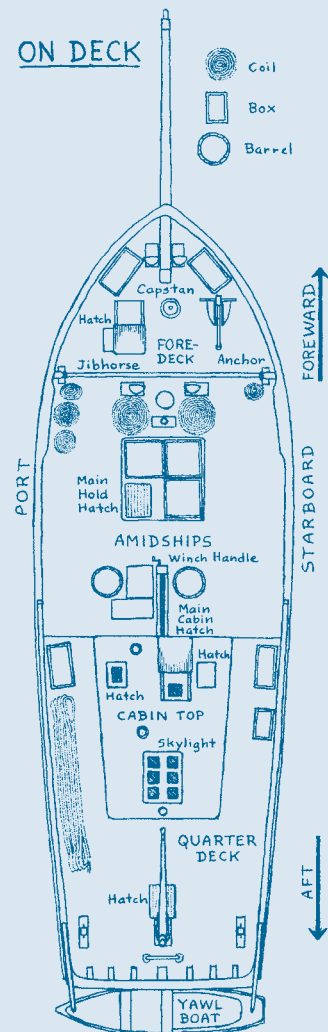 ON DECK
Coil
Box
Barrel
Capstan
Hatch
FORE-
DECK
Anchor
Jibhorse
FOREWARD
PORT
STARBOARD
Main
Hold
Hatch
AMIDSHIPS
Winch Handle
Main
Cabin
Hatch
Hatch
Hatch
CABIN TOP
Skylight
QUARTER
DECK
Hatch
AFT
YAWL
BOAT